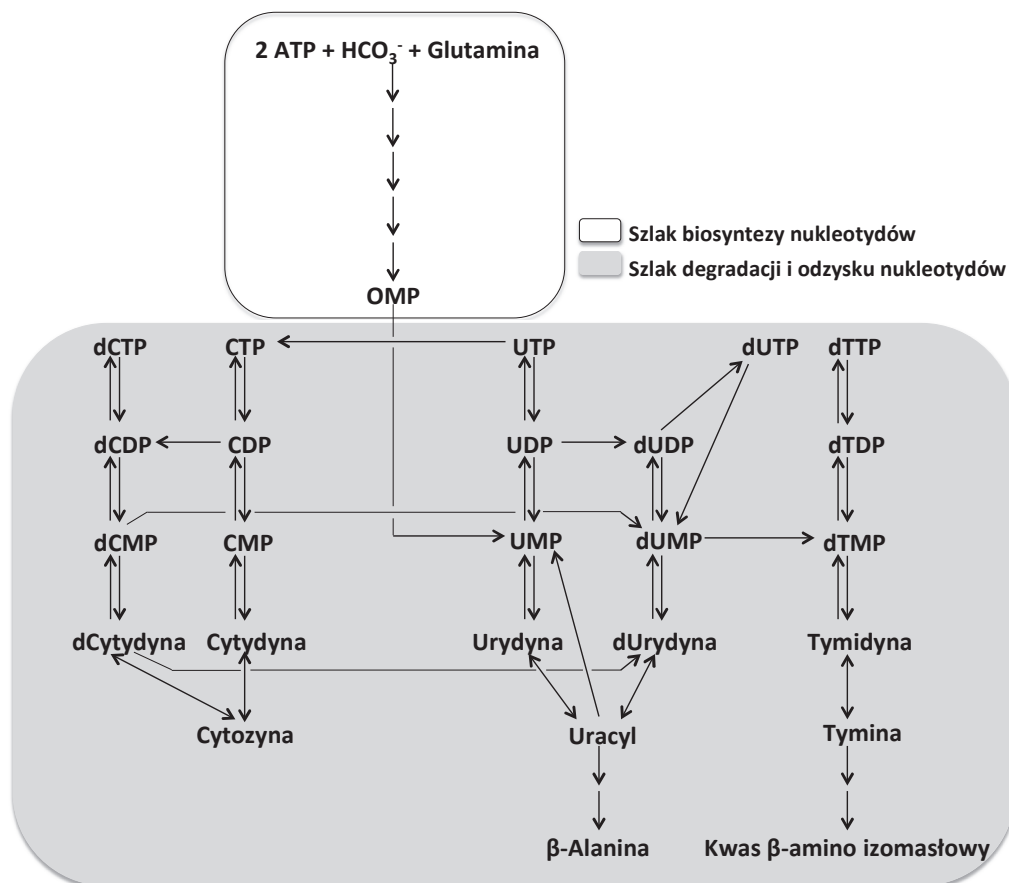 2 ATP + HCO₃⁻ + Glutamina
OMP
Szlak biosyntezy nukleotydów
Szlak degradacji i odzysku nukleotydów
dCTP CTP UTP dUTP dTTP
dCDP CDP UDP dUDP dTDP
dCMP CMP UMP dUMP dTMP
dCytydyna Cytydyna Urydyna dUrydyna Tymidyna
Cytozyna Uracyl Tymina
β-Alanina Kwas β-amino izomasłowy